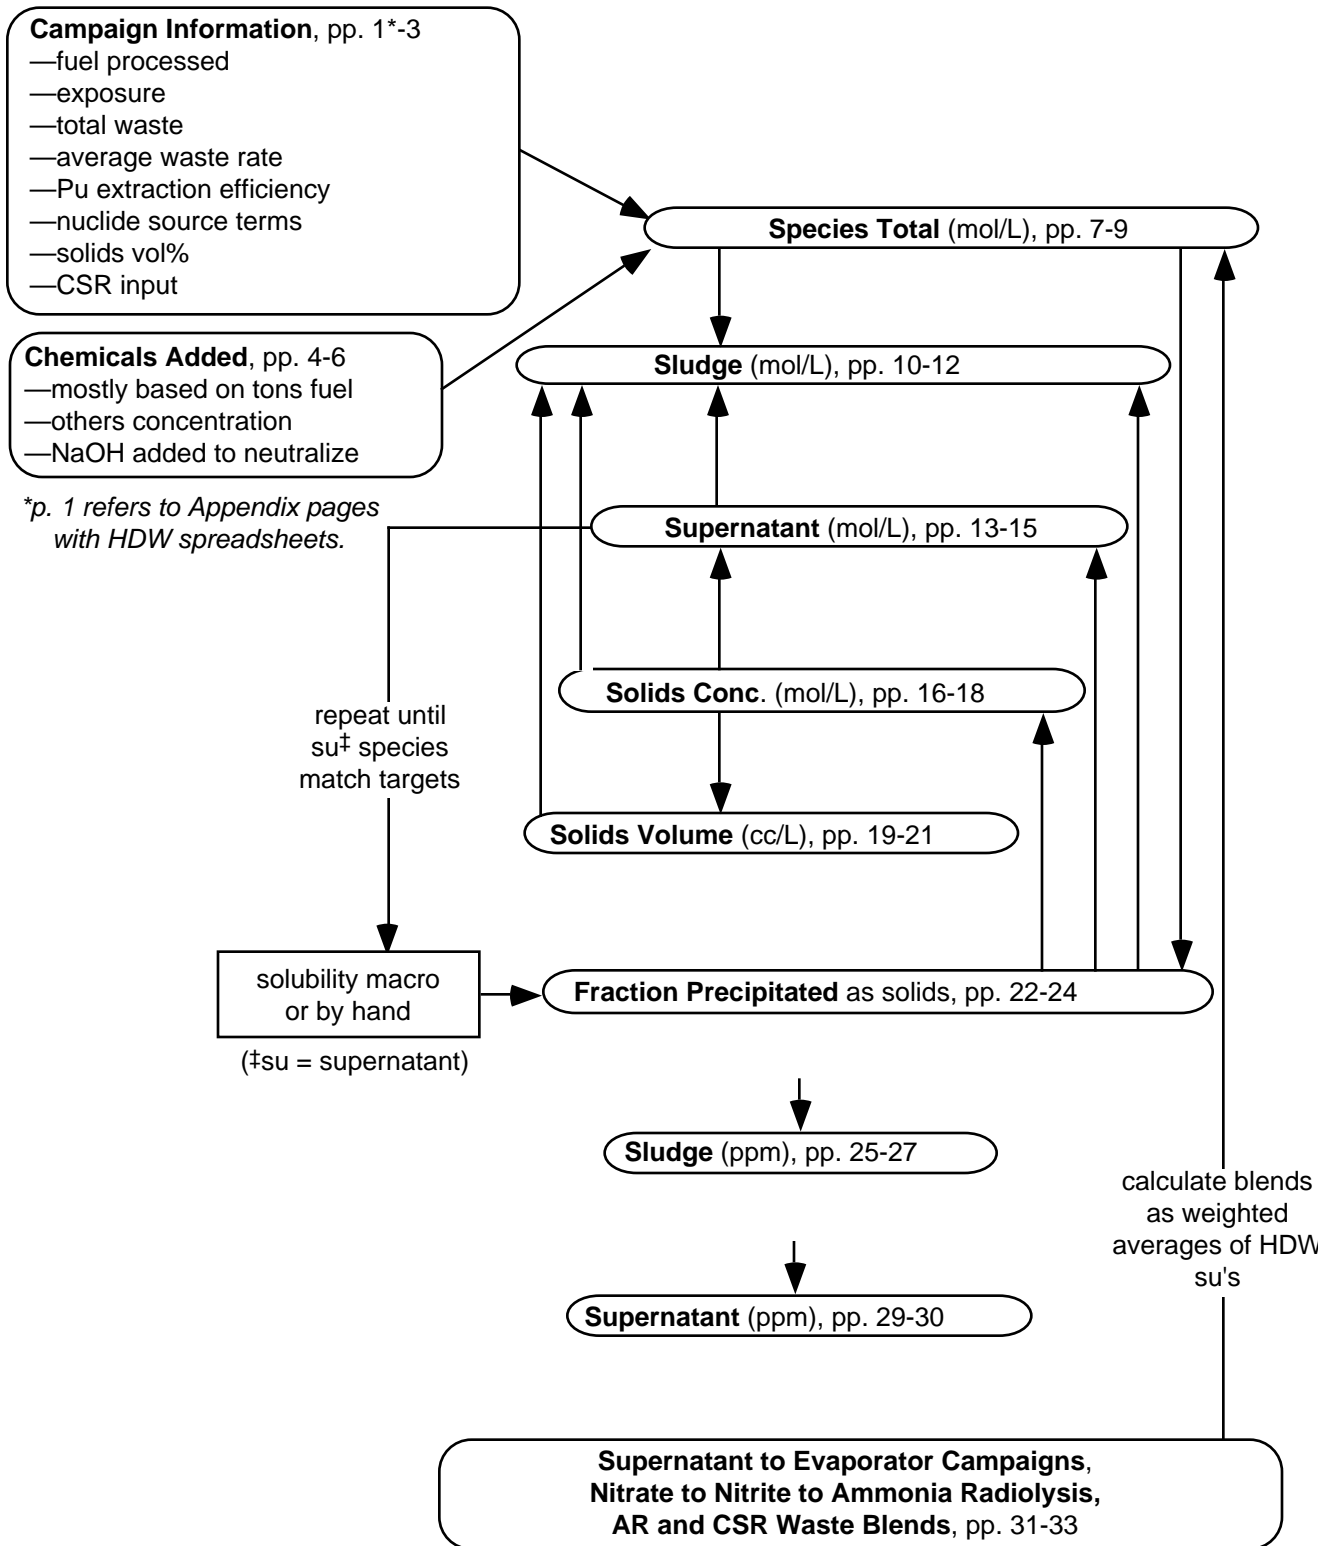 Campaign Information, pp. 1*-3
—fuel processed
—exposure
—total waste
—average waste rate
—Pu extraction efficiency
—nuclide source terms
—solids vol%
—CSR input
Species Total (mol/L), pp. 7-9
Chemicals Added, pp. 4-6
—mostly based on tons fuel
—others concentration
—NaOH added to neutralize
Sludge (mol/L), pp. 10-12
*p. 1 refers to Appendix pages
with HDW spreadsheets.
Supernatant (mol/L), pp. 13-15
Solids Conc. (mol/L), pp. 16-18
repeat until
su‡ species
match targets
Solids Volume (cc/L), pp. 19-21
solubility macro
or by hand
(‡su = supernatant)
Fraction Precipitated as solids, pp. 22-24
Sludge (ppm), pp. 25-27
calculate blends
as weighted
averages of HDW
su's
Supernatant (ppm), pp. 29-30
Supernatant to Evaporator Campaigns,
Nitrate to Nitrite to Ammonia Radiolysis,
AR and CSR Waste Blends, pp. 31-33